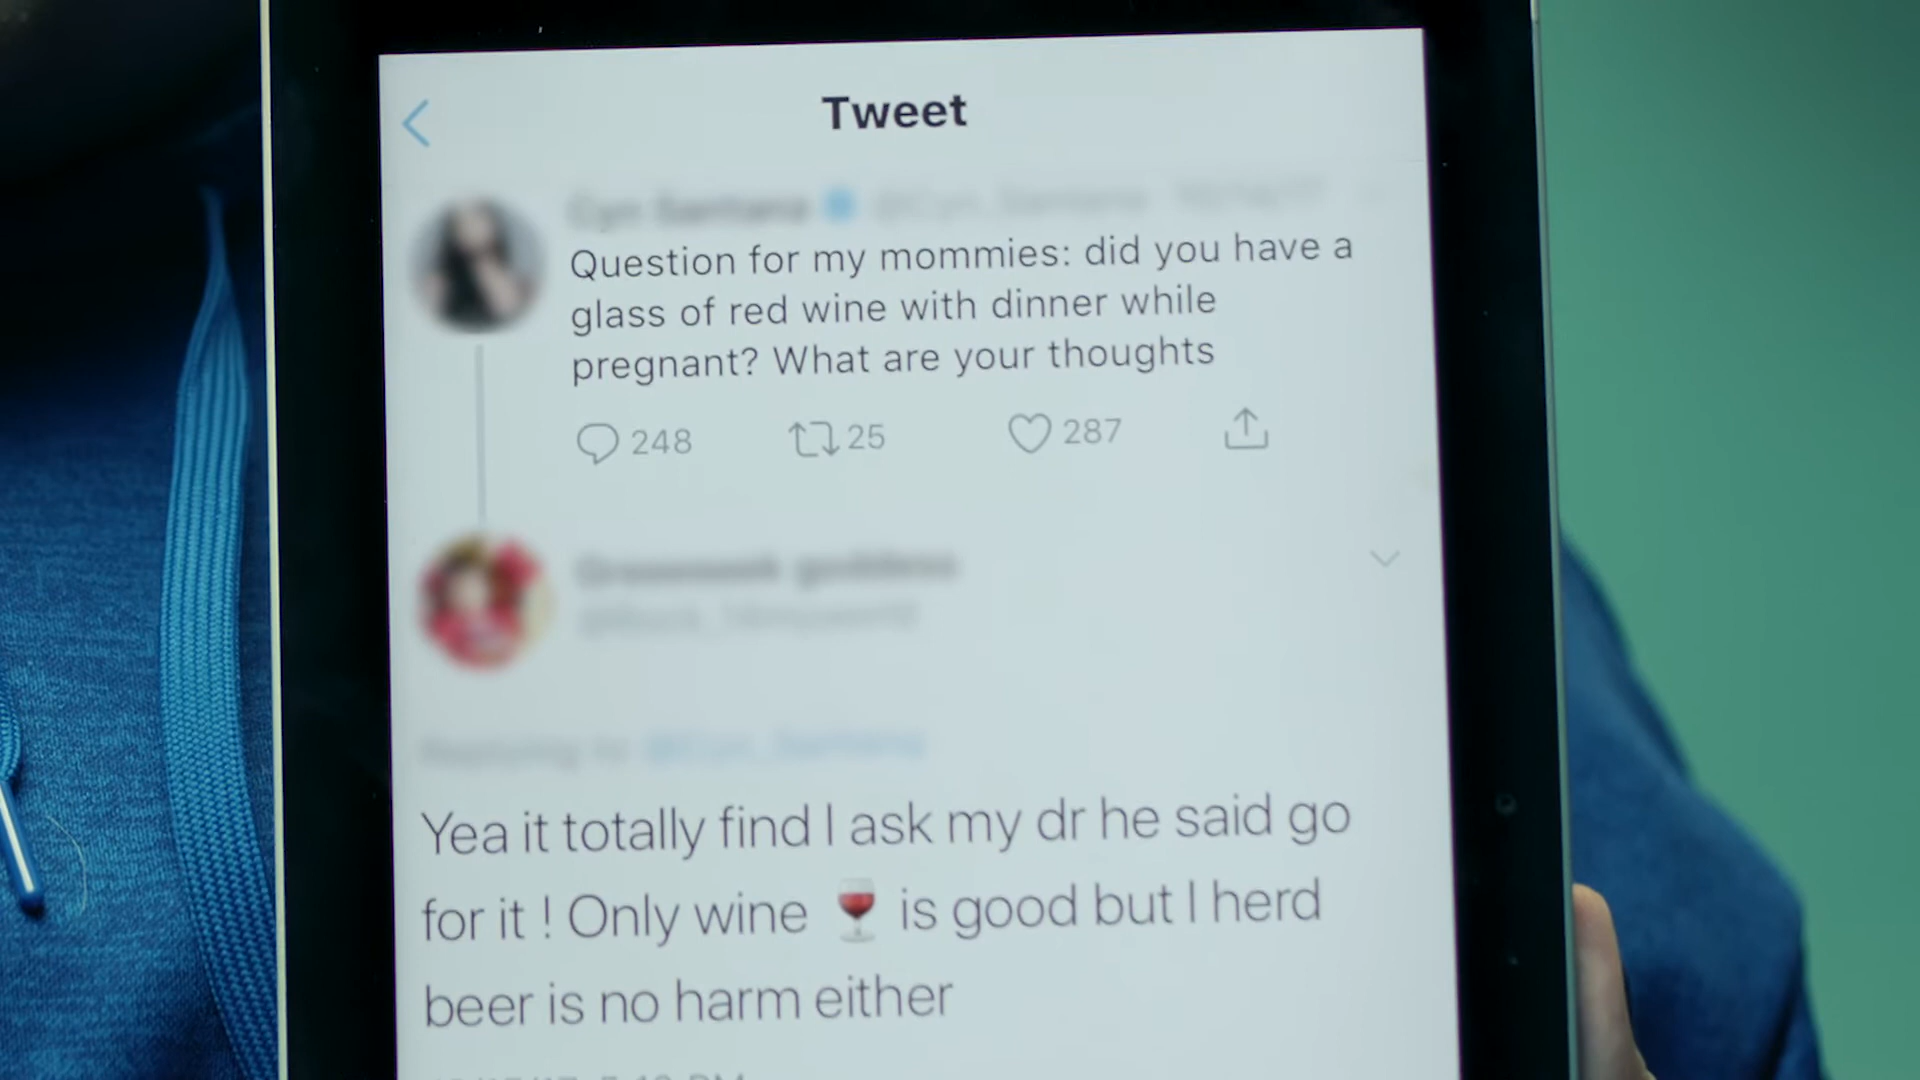 Tweet
Question for my mommies: did you have a
glass of red wine with dinner while
pregnant? What are your thoughts
248 25 287
Yea it totally find I ask my dr he said go
for it ! Only wine 🍷 is good but I herd
beer is no harm either